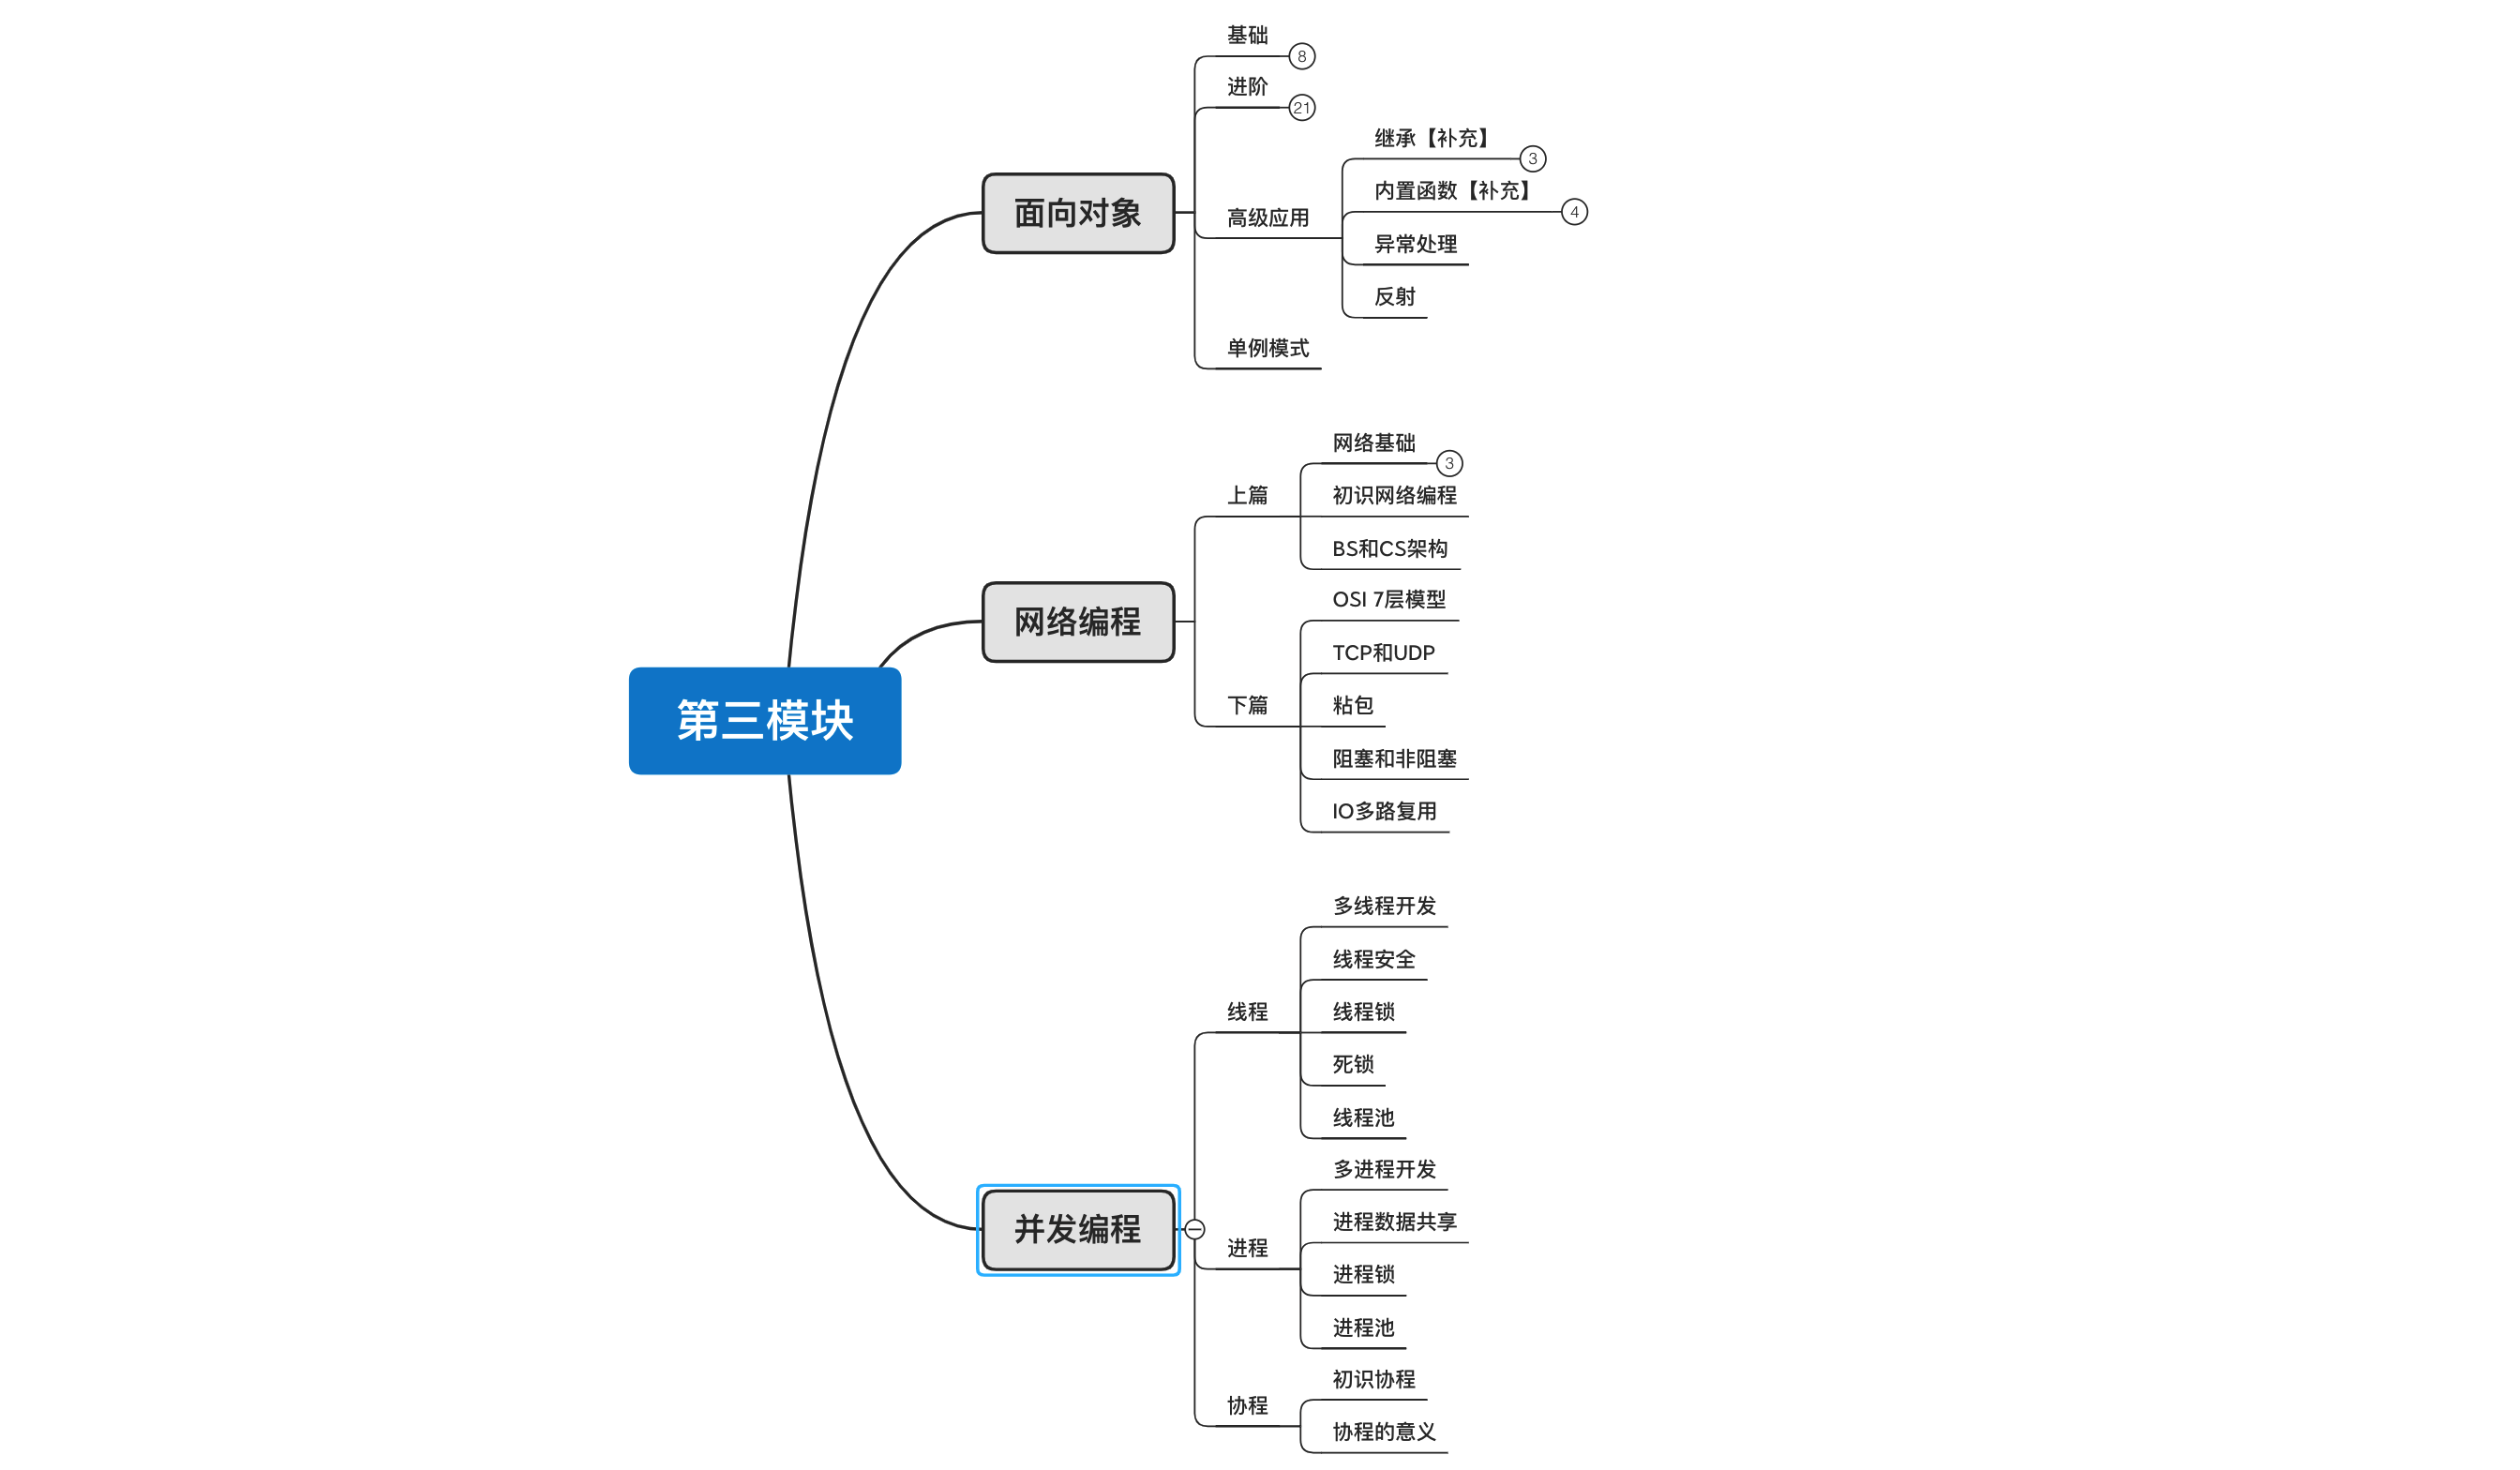 第三模块
面向对象
基础
8
进阶
21
高级应用
继承【补充】
3
内置函数【补充】
4
异常处理
反射
单例模式
网络编程
上篇
网络基础
3
初识网络编程
BS和CS架构
下篇
OSI 7层模型
TCP和UDP
粘包
阻塞和非阻塞
IO多路复用
并发编程
线程
多线程开发
线程安全
线程锁
死锁
线程池
进程
多进程开发
进程数据共享
进程锁
进程池
协程
初识协程
协程的意义